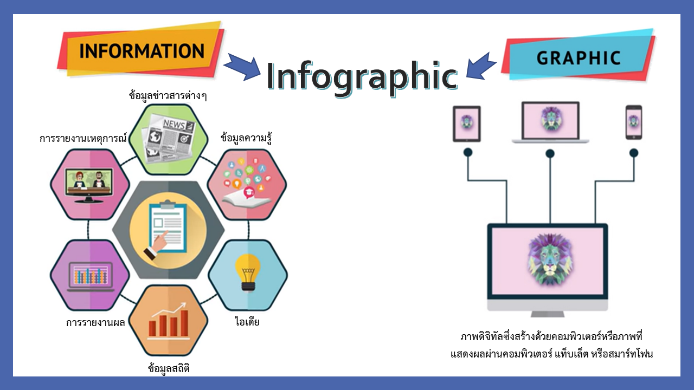 INFORMATION
Infographic
GRAPHIC
ข้อมูลข่าวสารต่างๆ
การรายงานเหตุการณ์
ข้อมูลความรู้
NEWS
การรายงานผล
ไอเดีย
ข้อมูลสถิติ
ภาพดิจิทัลซึ่งสร้างด้วยคอมพิวเตอร์หรือภาพที่
แสดงผลผ่านคอมพิวเตอร์ แท็บเล็ต หรือสมาร์ทโฟน